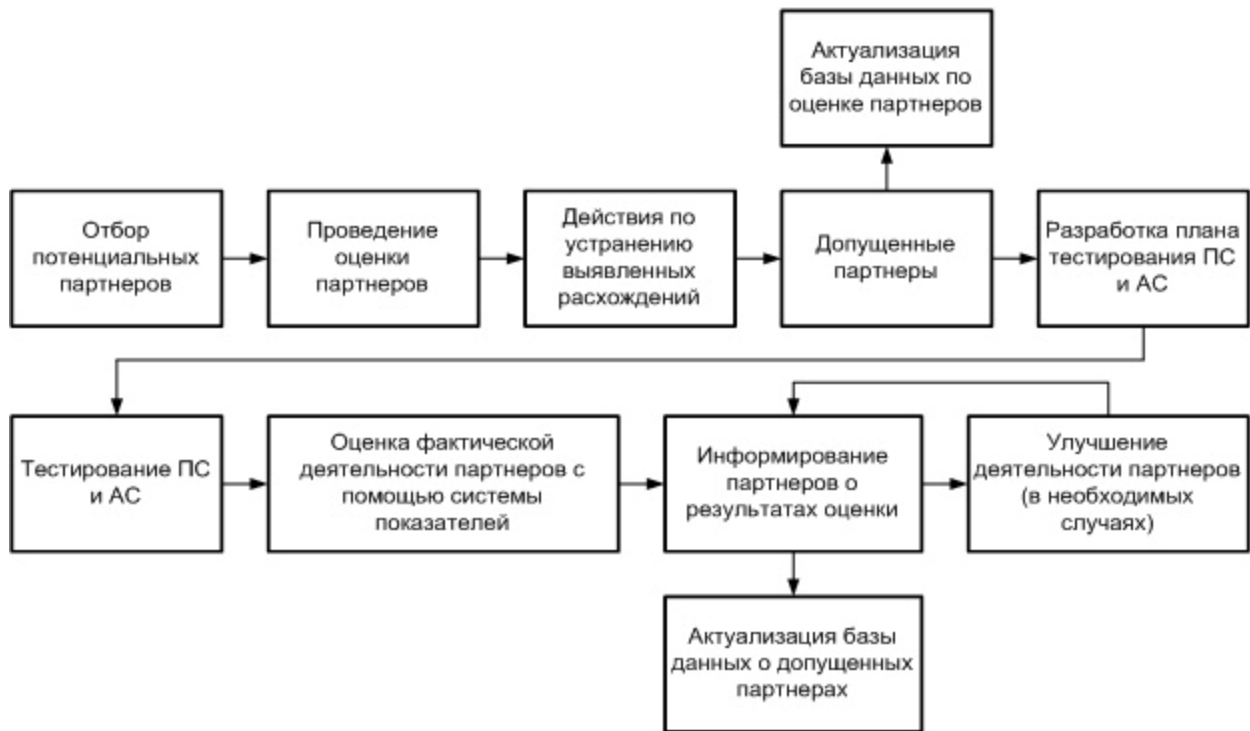 Актуализация
базы данных по
оценке партнеров
Отбор
потенциальных
партнеров
Проведение
оценки
партнеров
Действия по
устранению
выявленных
расхождений
Допущенные
партнеры
Разработка плана
тестирования ПС
и АС
Тестирование ПС
и АС
Оценка фактической
деятельности партнеров с
помощью системы
показателей
Информирование
партнеров о
результатах оценки
Улучшение
деятельности партнеров
(в необходимых
случаях)
Актуализация базы
данных о допущенных
партнерах